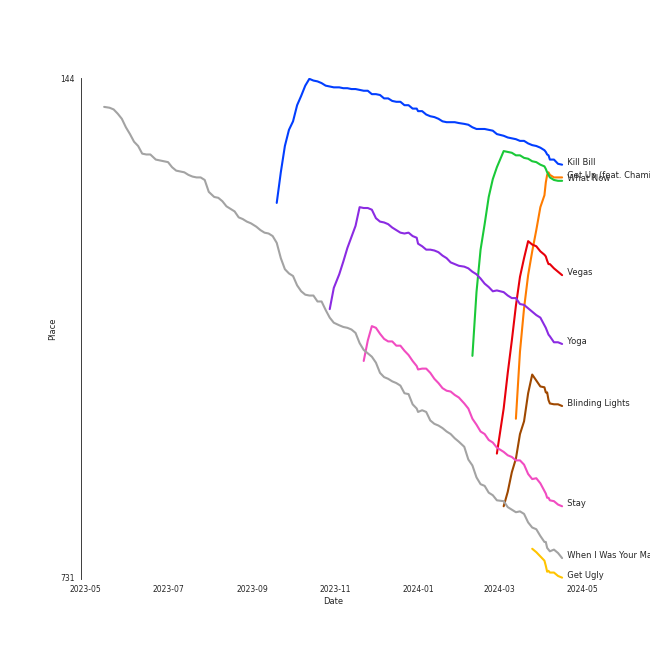 144
Kill Bill
Get Up (feat. Chami
What Now
Vegas
Place
Yoga
Blinding Lights
Stay
When I Was Your Ma
Get Ugly
731
2023-05 2023-07 2023-09 2023-11 2024-01 2024-03 2024-05
Date